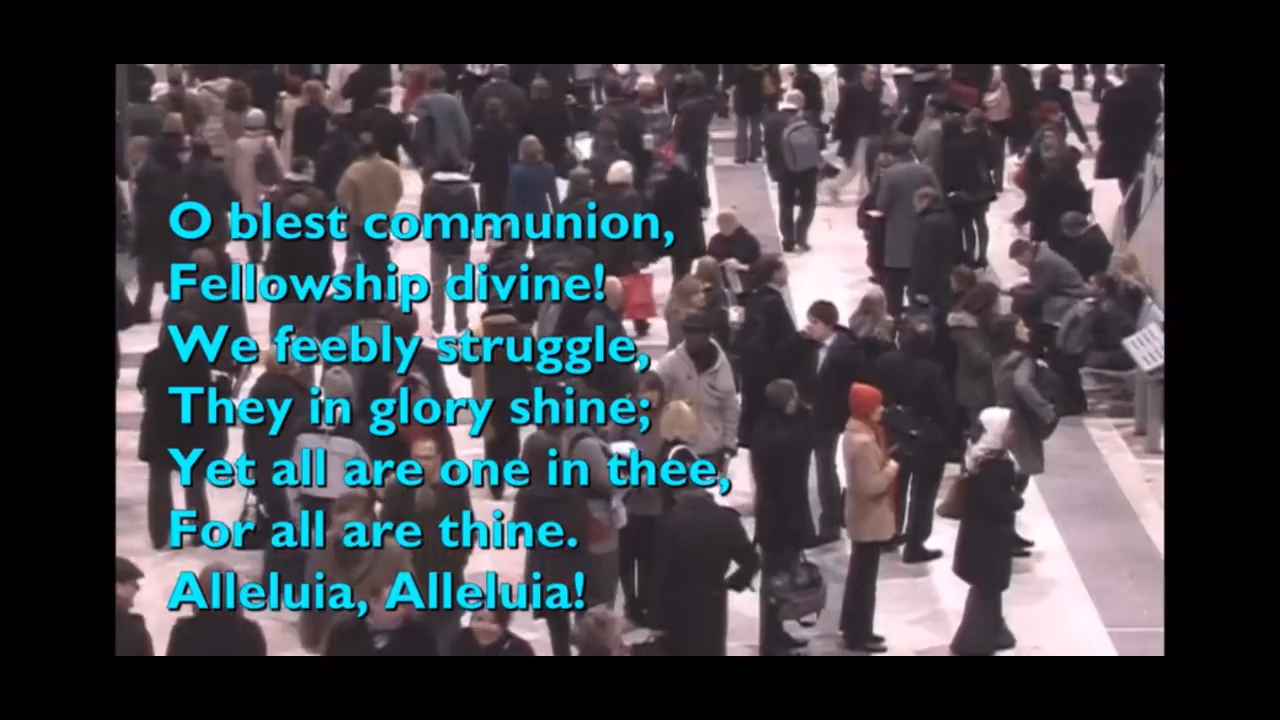 O blest communion,
Fellowship divine!
We feebly struggle,
They in glory shine;
Yet all are one in thee,
For all are thine.
Alleluia, Alleluia!